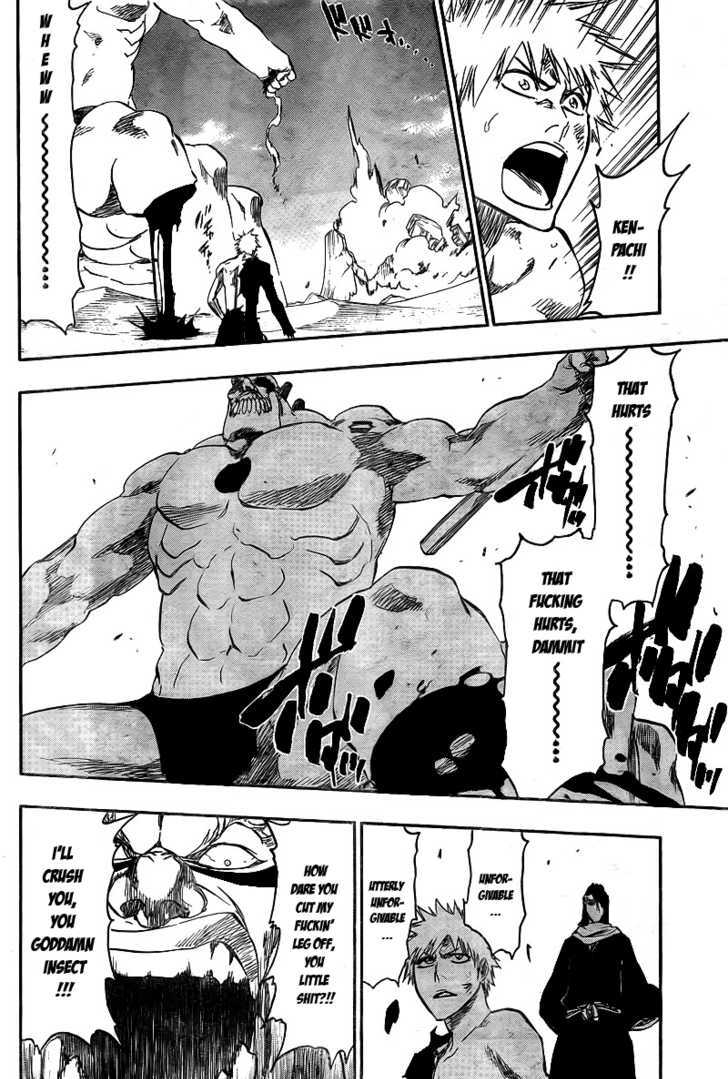 KEN-
PACHI
!!
WHEWW
THAT
HURTS
THAT
FUCKING
HURTS,
DAMMIT
UNFOR-
GIVABLE
...
UTTERLY
UNFOR-
GIVABLE
...
HOW
DARE YOU
CUT MY
FUCKIN'
LEG OFF,
YOU
LITTLE
SHIT?!!
I'LL
CRUSH
YOU,
YOU
GODDAMN
INSECT
!!!